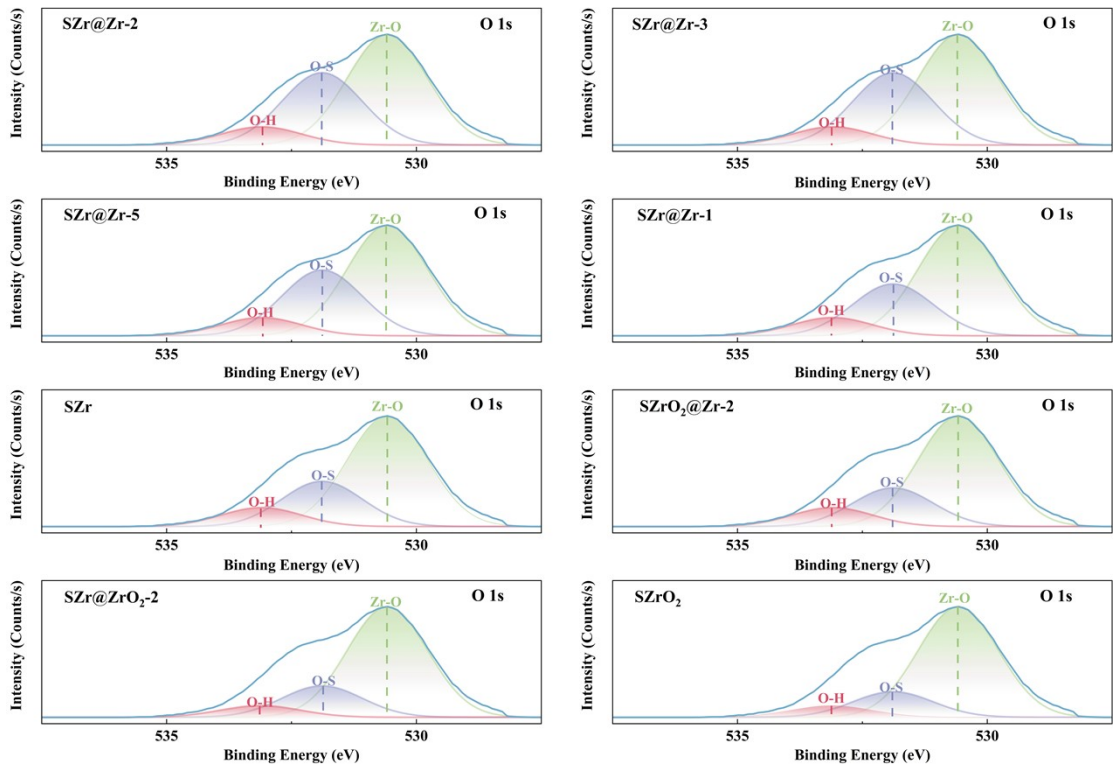 SZr@Zr-2
O 1s
Zr-O
O-S
O-H
535
530
Binding Energy (eV)
Intensity (Counts/s)
SZr@Zr-3
O 1s
Zr-O
O-S
O-H
535
530
Binding Energy (eV)
Intensity (Counts/s)
SZr@Zr-5
O 1s
Zr-O
O-S
O-H
535
530
Binding Energy (eV)
Intensity (Counts/s)
SZr@Zr-1
O 1s
Zr-O
O-S
O-H
535
530
Binding Energy (eV)
Intensity (Counts/s)
SZr
O 1s
Zr-O
O-S
O-H
535
530
Binding Energy (eV)
Intensity (Counts/s)
SZrO₂@Zr-2
O 1s
Zr-O
O-S
O-H
535
530
Binding Energy (eV)
Intensity (Counts/s)
SZr@ZrO₂-2
O 1s
Zr-O
O-S
O-H
535
530
Binding Energy (eV)
Intensity (Counts/s)
SZrO₂
O 1s
Zr-O
O-S
O-H
535
530
Binding Energy (eV)
Intensity (Counts/s)